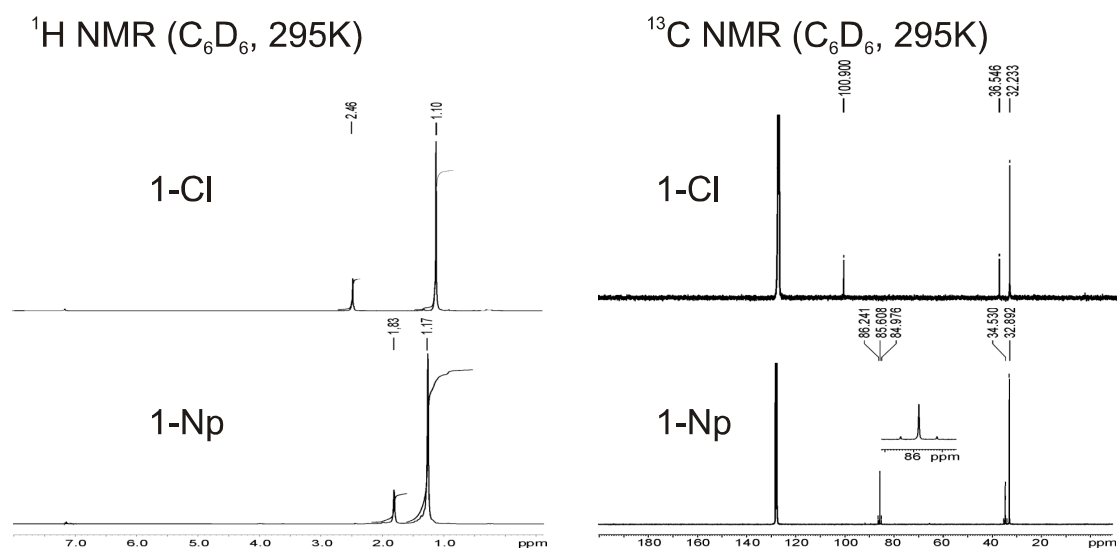 ¹H NMR (C₆D₆, 295K)
2.46
1.10
1-Cl
1,83
1.17
1-Np
7.0 6.0 5.0 4.0 3.0 2.0 1.0 ppm
¹³C NMR (C₆D₆, 295K)
100.900
36.546
32.233
1-Cl
86.241
85.608
84.976
34.530
32.892
1-Np
86 ppm
180 160 140 120 100 80 60 40 20 ppm